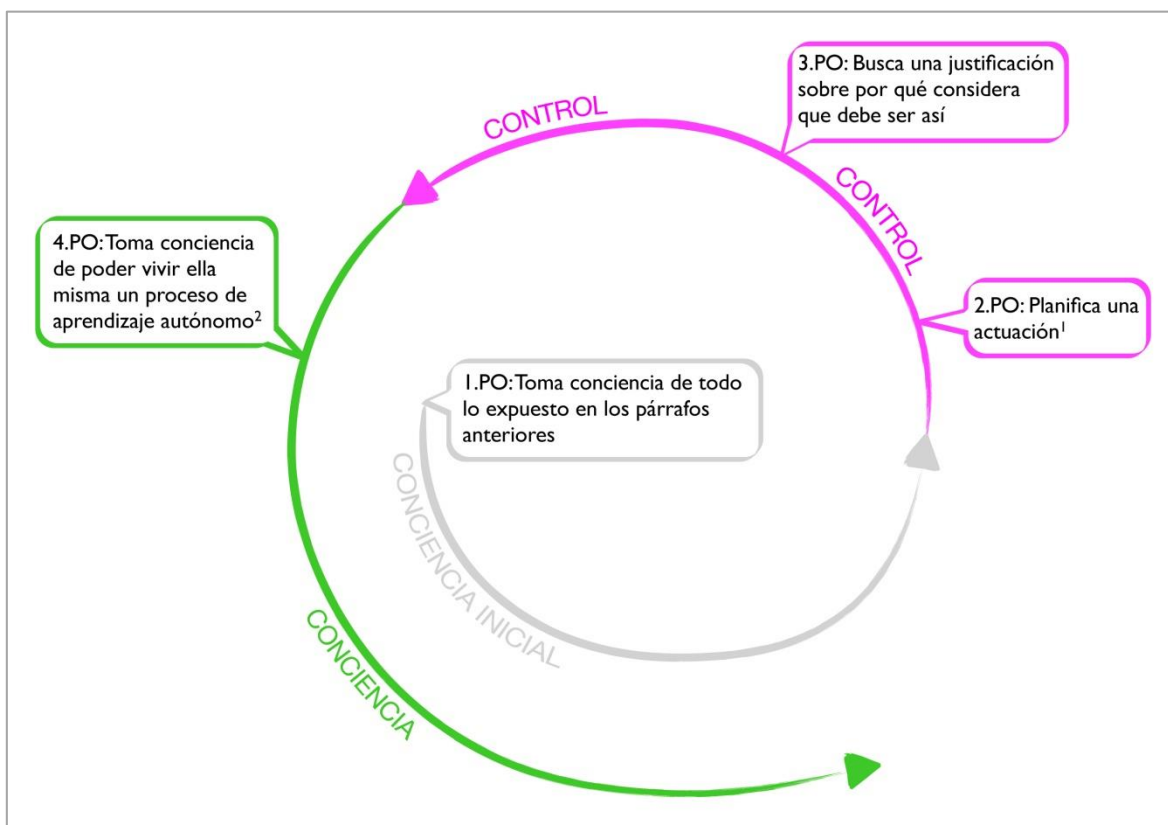 3.PO: Busca una justificación
sobre por qué considera
que debe ser así
CONTROL
CONTROL
4.PO: Toma conciencia
de poder vivir ella
misma un proceso de
aprendizaje autónomo²
2.PO: Planifica una
actuación¹
1.PO: Toma conciencia de todo
lo expuesto en los párrafos
anteriores
CONCIENCIA INICIAL
CONCIENCIA